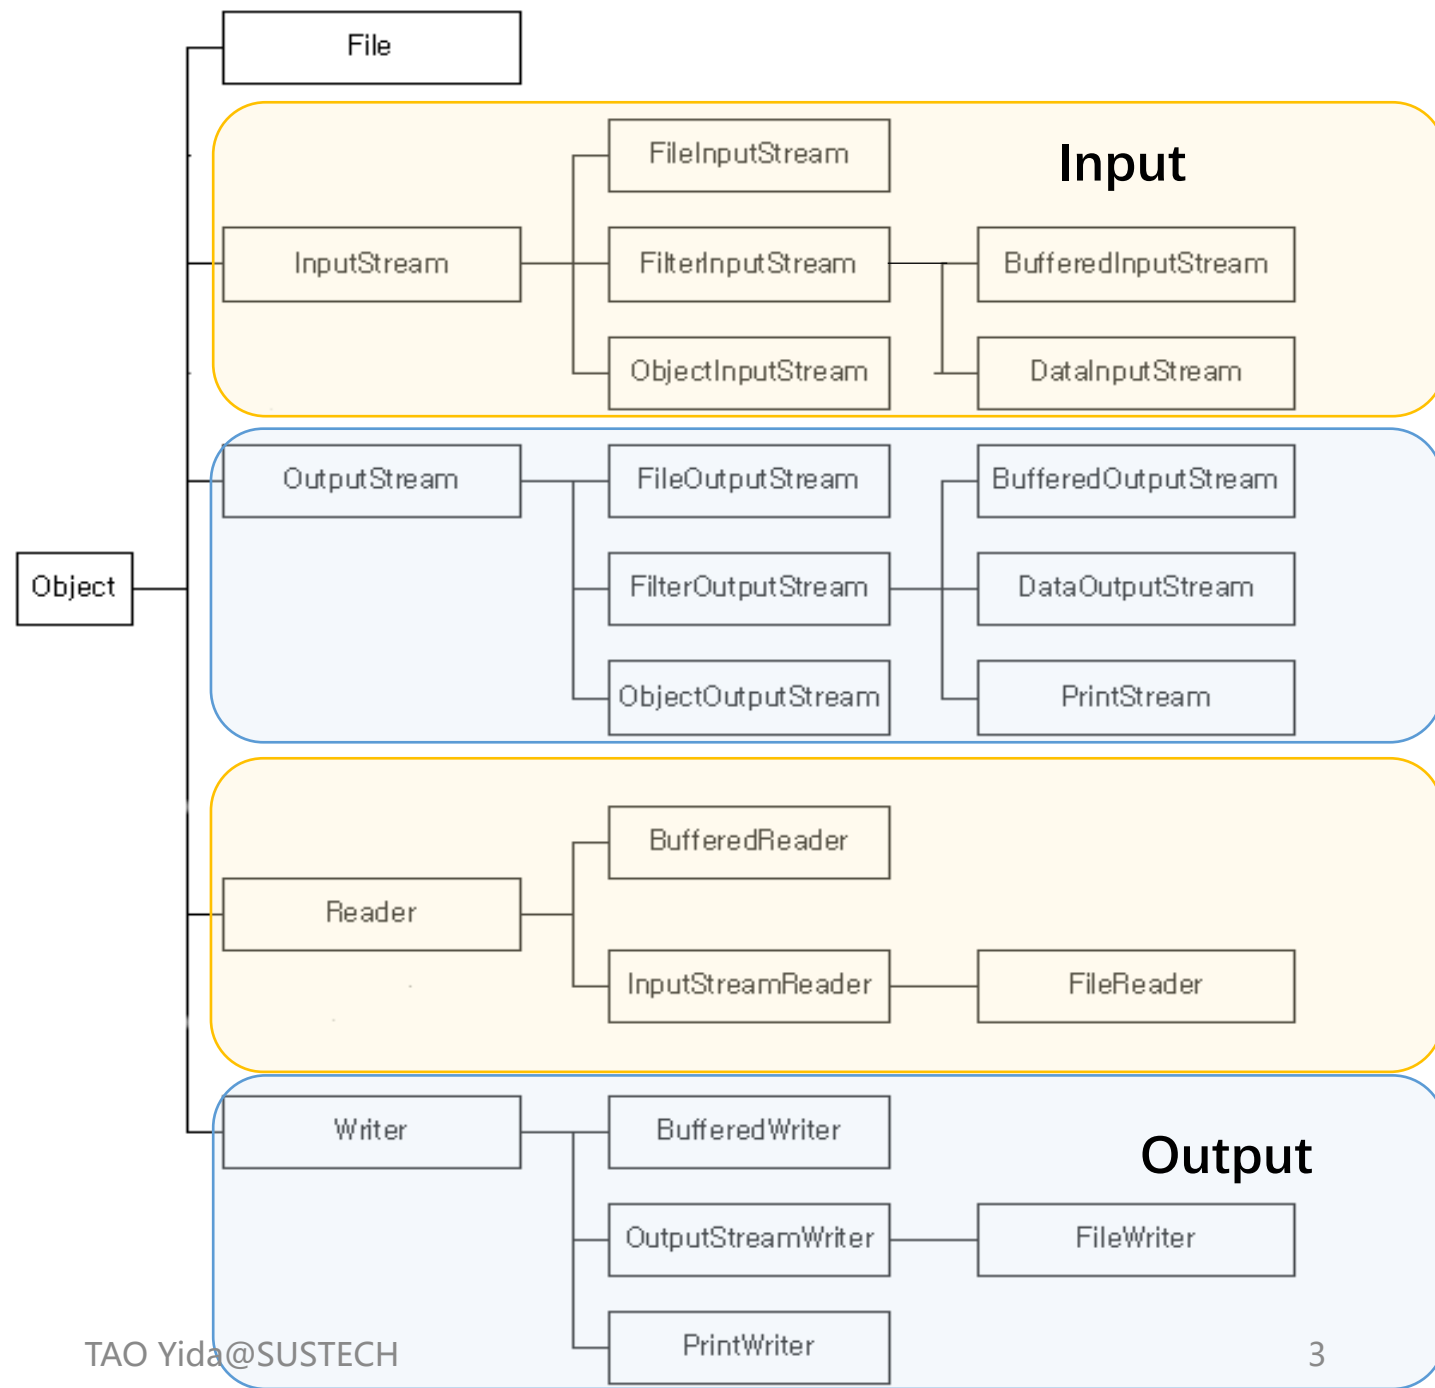 File
FileInputStream
Input
InputStream
FilterInputStream
BufferedInputStream
ObjectInputStream
DataInputStream
OutputStream
FileOutputStream
BufferedOutputStream
Object
FilterOutputStream
DataOutputStream
ObjectOutputStream
PrintStream
BufferedReader
Reader
InputStreamReader
FileReader
Writer
BufferedWriter
Output
OutputStreamWriter
FileWriter
PrintWriter
TAO Yida@SUSTECH
3